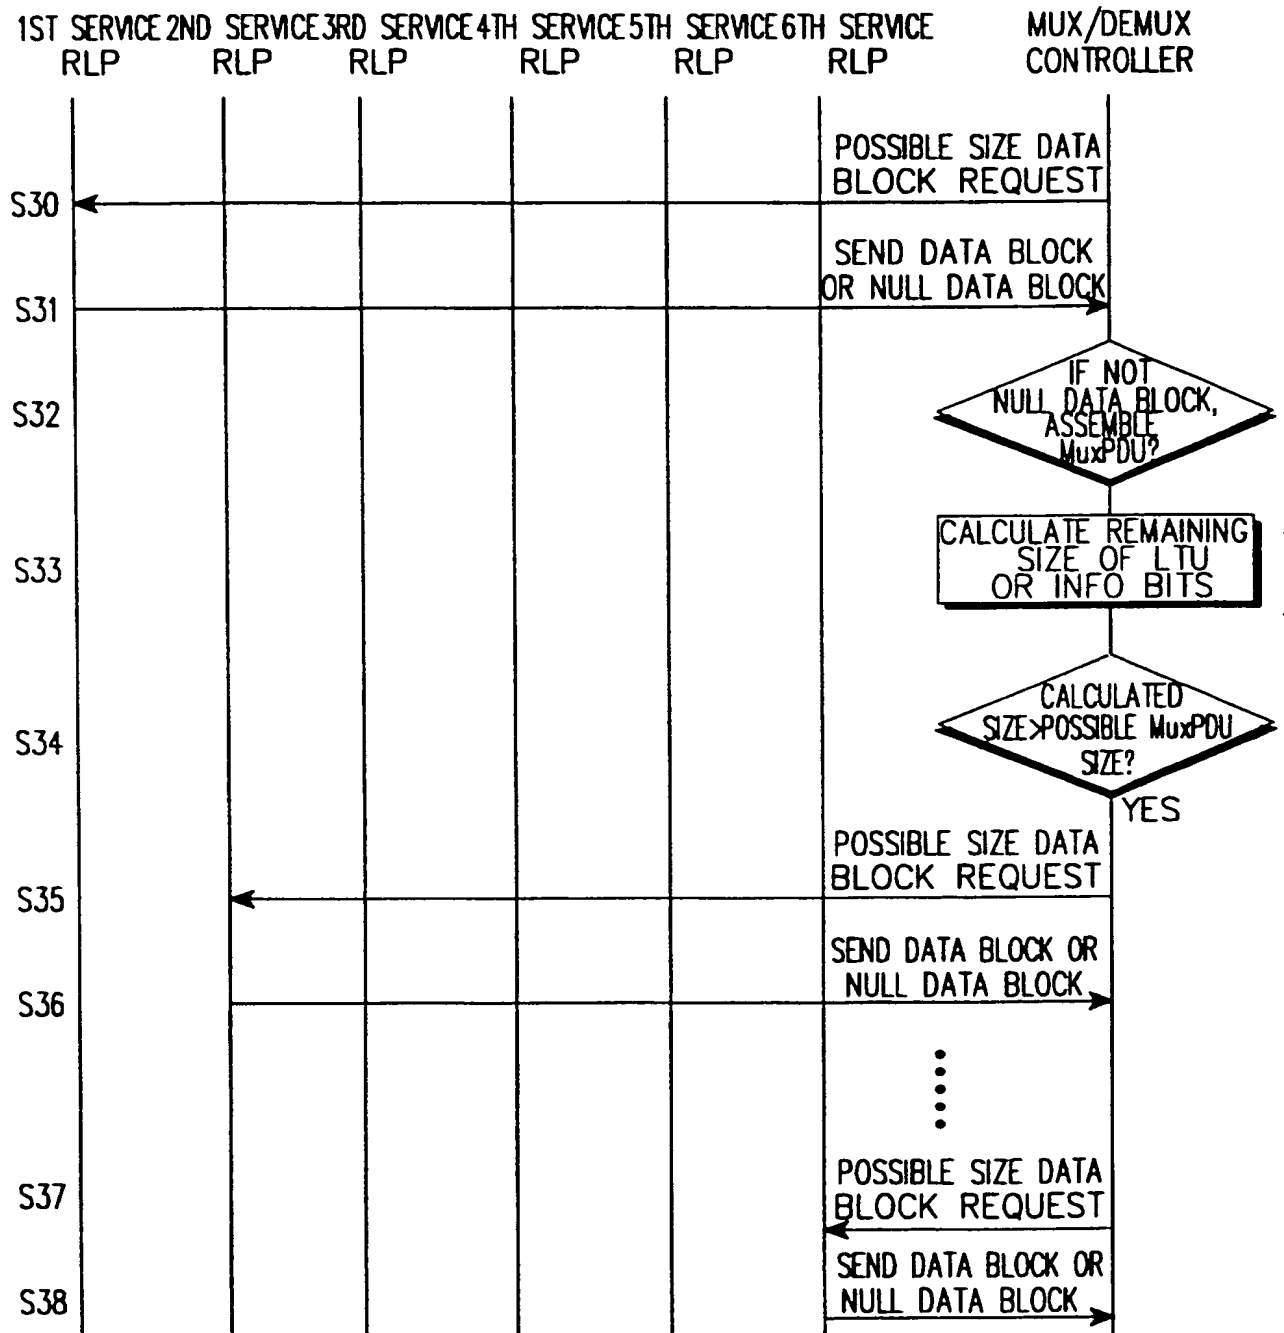 1ST SERVICE 2ND SERVICE 3RD SERVICE 4TH SERVICE 5TH SERVICE 6TH SERVICE MUX/DEMUX
RLP RLP RLP RLP RLP RLP CONTROLLER
POSSIBLE SIZE DATA
BLOCK REQUEST
S30
SEND DATA BLOCK
OR NULL DATA BLOCK
S31
IF NOT
NULL DATA BLOCK,
ASSEMBLE
MuxPDU?
S32
CALCULATE REMAINING
SIZE OF LTU
OR INFO BITS
S33
CALCULATED
SIZE>POSSIBLE MuxPDU
SIZE?
S34
YES
POSSIBLE SIZE DATA
BLOCK REQUEST
S35
SEND DATA BLOCK OR
NULL DATA BLOCK
S36
POSSIBLE SIZE DATA
BLOCK REQUEST
S37
SEND DATA BLOCK OR
NULL DATA BLOCK
S38